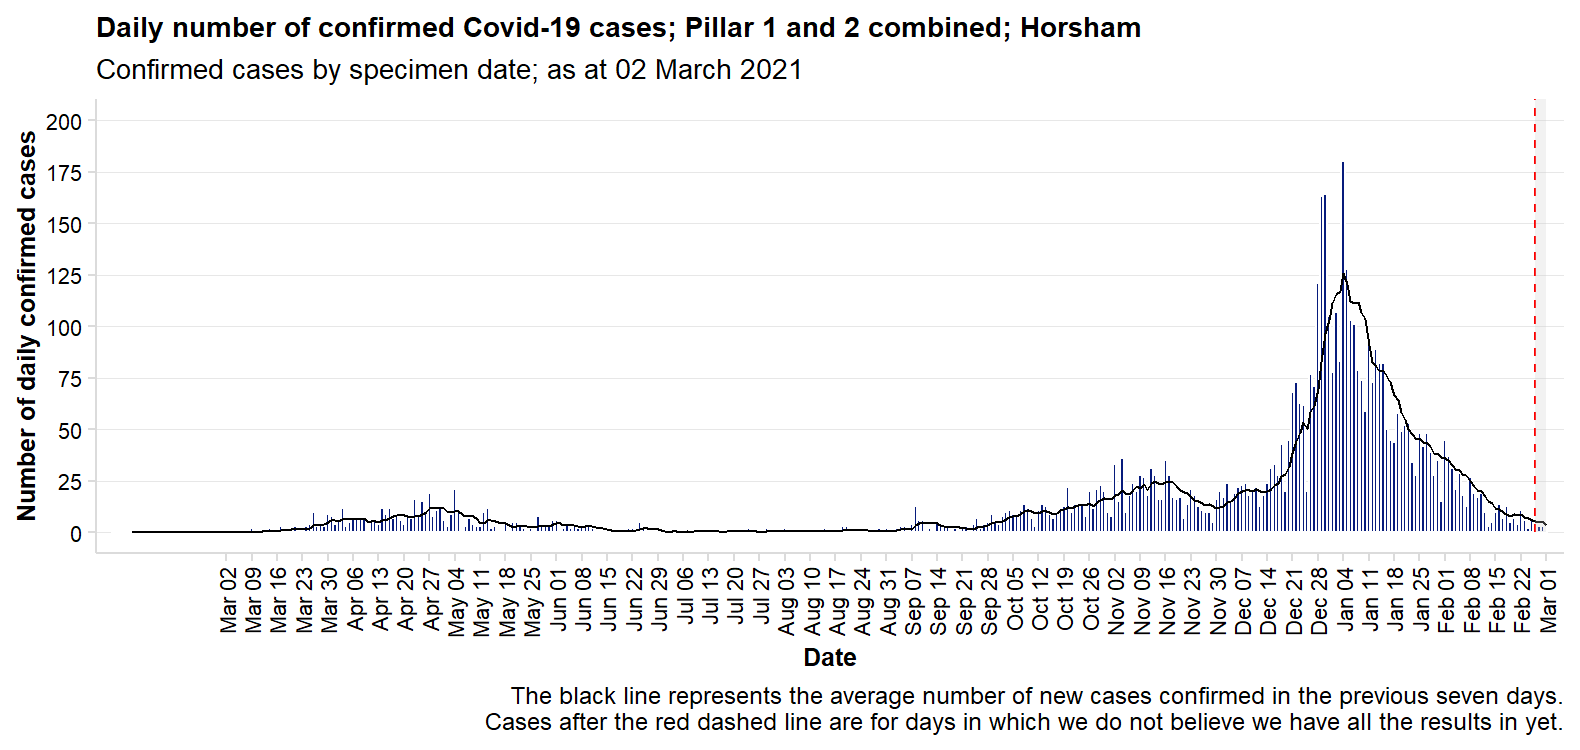 Daily number of confirmed Covid-19 cases; Pillar 1 and 2 combined; Horsham
Confirmed cases by specimen date; as at 02 March 2021
Number of daily confirmed cases
200
175
150
125
100
75
50
25
0
Mar 02
Mar 09
Mar 16
Mar 23
Mar 30
Apr 06
Apr 13
Apr 20
Apr 27
May 04
May 11
May 18
May 25
Jun 01
Jun 08
Jun 15
Jun 22
Jun 29
Jul 06
Jul 13
Jul 20
Jul 27
Aug 03
Aug 10
Aug 17
Aug 24
Aug 31
Sep 07
Sep 14
Sep 21
Sep 28
Oct 05
Oct 12
Oct 19
Oct 26
Nov 02
Nov 09
Nov 16
Nov 23
Nov 30
Dec 07
Dec 14
Dec 21
Dec 28
Jan 04
Jan 11
Jan 18
Jan 25
Feb 01
Feb 08
Feb 15
Feb 22
Mar 01
Date
The black line represents the average number of new cases confirmed in the previous seven days.
Cases after the red dashed line are for days in which we do not believe we have all the results in yet.